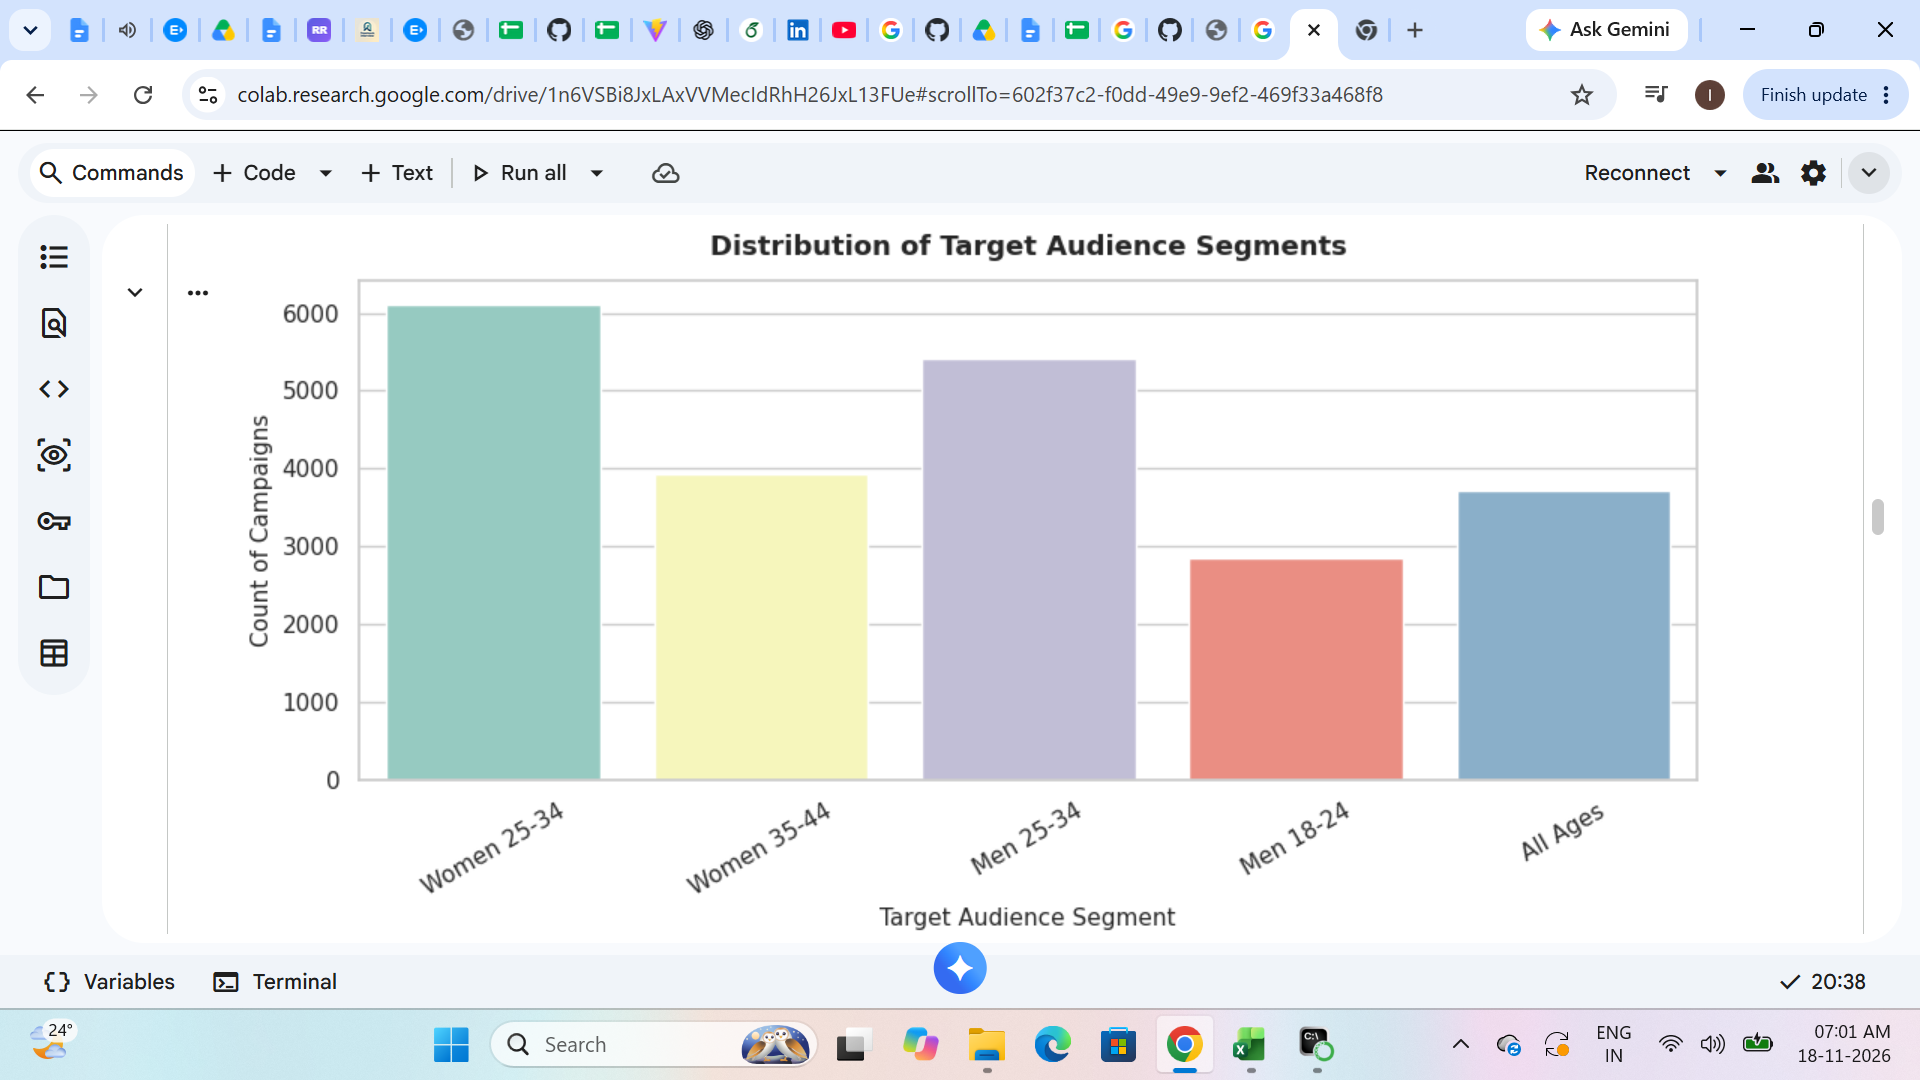 Ask Gemini
colab.research.google.com/drive/1n6VSBi8JxLAxVVMecIdRhH26JxL13FUe#scrollTo=602f37c2-f0dd-49e9-9ef2-469f33a468f8
I
Finish update
Commands
+ Code
+ Text
Run all
Reconnect
Distribution of Target Audience Segments
6000
5000
4000
3000
2000
1000
0
Count of Campaigns
Women 25-34
Women 35-44
Men 25-34
Men 18-24
All Ages
Target Audience Segment
Variables
Terminal
20:38
24°
Search
ENG
IN
07:01 AM
18-11-2026